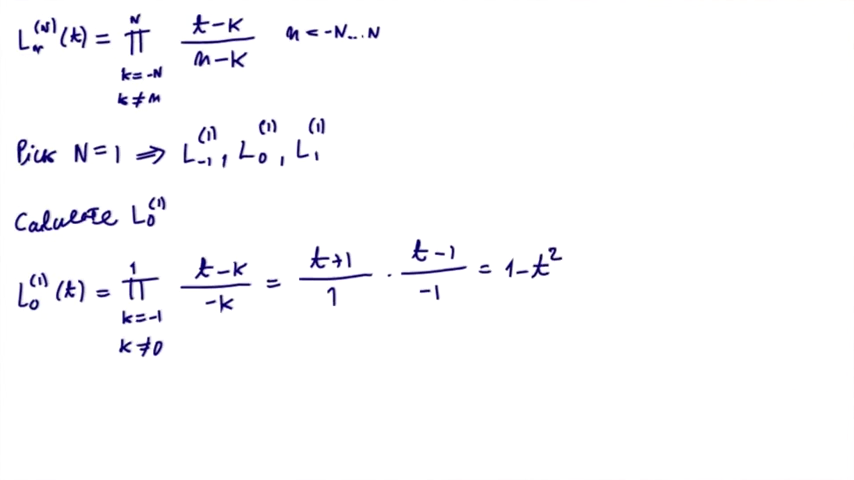 L_n^(N)(t) = ∏_{k=-N, k≠n}^{N} (t-k)/(n-k) n = -N...N
Pick N=1 ⇒ L_{-1}^(1), L_0^(1), L_1^(1)
Calculate L_0^(1)
L_0^(1)(t) = ∏_{k=-1, k≠0}^{1} (t-k)/(-k) = (t+1)/1 · (t-1)/(-1) = 1-t²